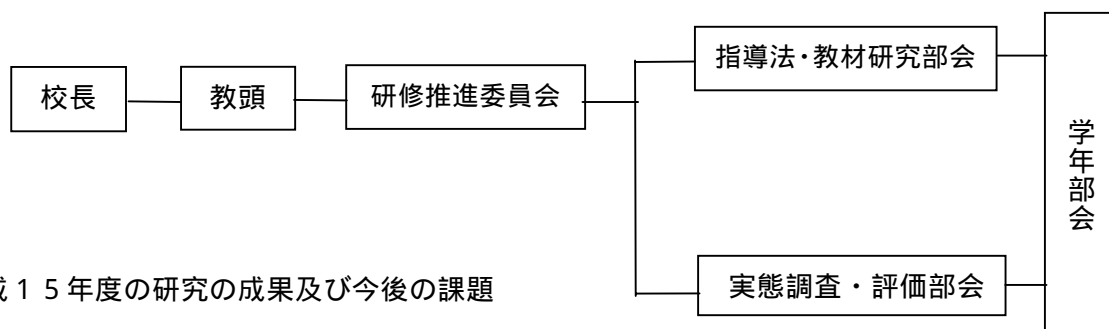 校長
教頭
研修推進委員会
指導法・教材研究部会
実態調査・評価部会
学年部会
成15年度の研究の成果及び今後の課題